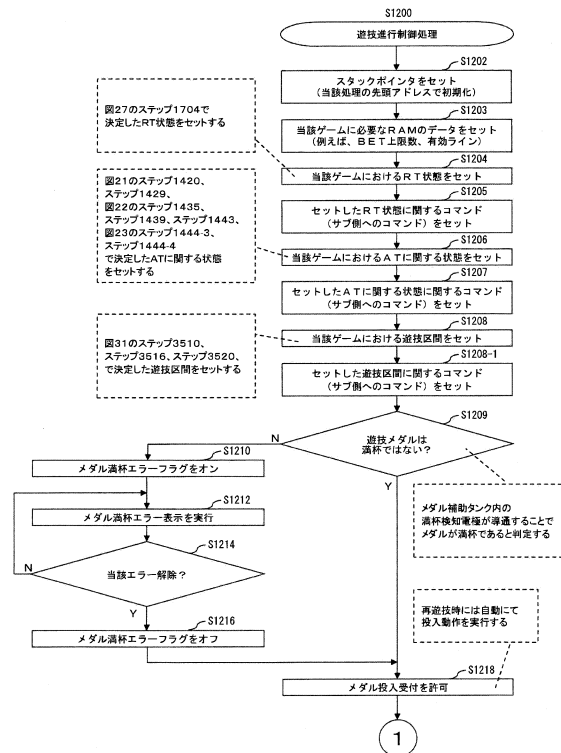 S1200
遊技進行制御処理
S1202
スタックポインタをセット
(当該処理の先頭アドレスで初期化)
図27のステップ1704で
決定したRT状態をセットする
S1203
当該ゲームに必要なRAMのデータをセット
(例えば、BET上限数、有効ライン)
S1204
当該ゲームにおけるRT状態をセット
S1205
セットしたRT状態に関するコマンド
(サブ側へのコマンド)をセット
図21のステップ1420、
ステップ1429、
図22のステップ1435、
ステップ1439、ステップ1443、
図23のステップ1444-3、
ステップ1444-4
で決定したATに関する状態
をセットする
S1206
当該ゲームにおけるATに関する状態をセット
S1207
セットしたATに関する状態に関するコマンド
(サブ側へのコマンド)をセット
S1208
当該ゲームにおける遊技区間をセット
図31のステップ3510、
ステップ3516、ステップ3520、
で決定した遊技区間をセットする
S1208-1
セットした遊技区間に関するコマンド
(サブ側へのコマンド)をセット
S1209
遊技メダルは
満杯ではない?
N
Y
S1210
メダル満杯エラーフラグをオン
S1212
メダル満杯エラー表示を実行
メダル補助タンク内の
満杯検知電極が導通することで
メダルが満杯であると判定する
S1214
当該エラー解除?
N
Y
S1216
メダル満杯エラーフラグをオフ
再遊技時には自動にて
投入動作を実行する
S1218
メダル投入受付を許可
1